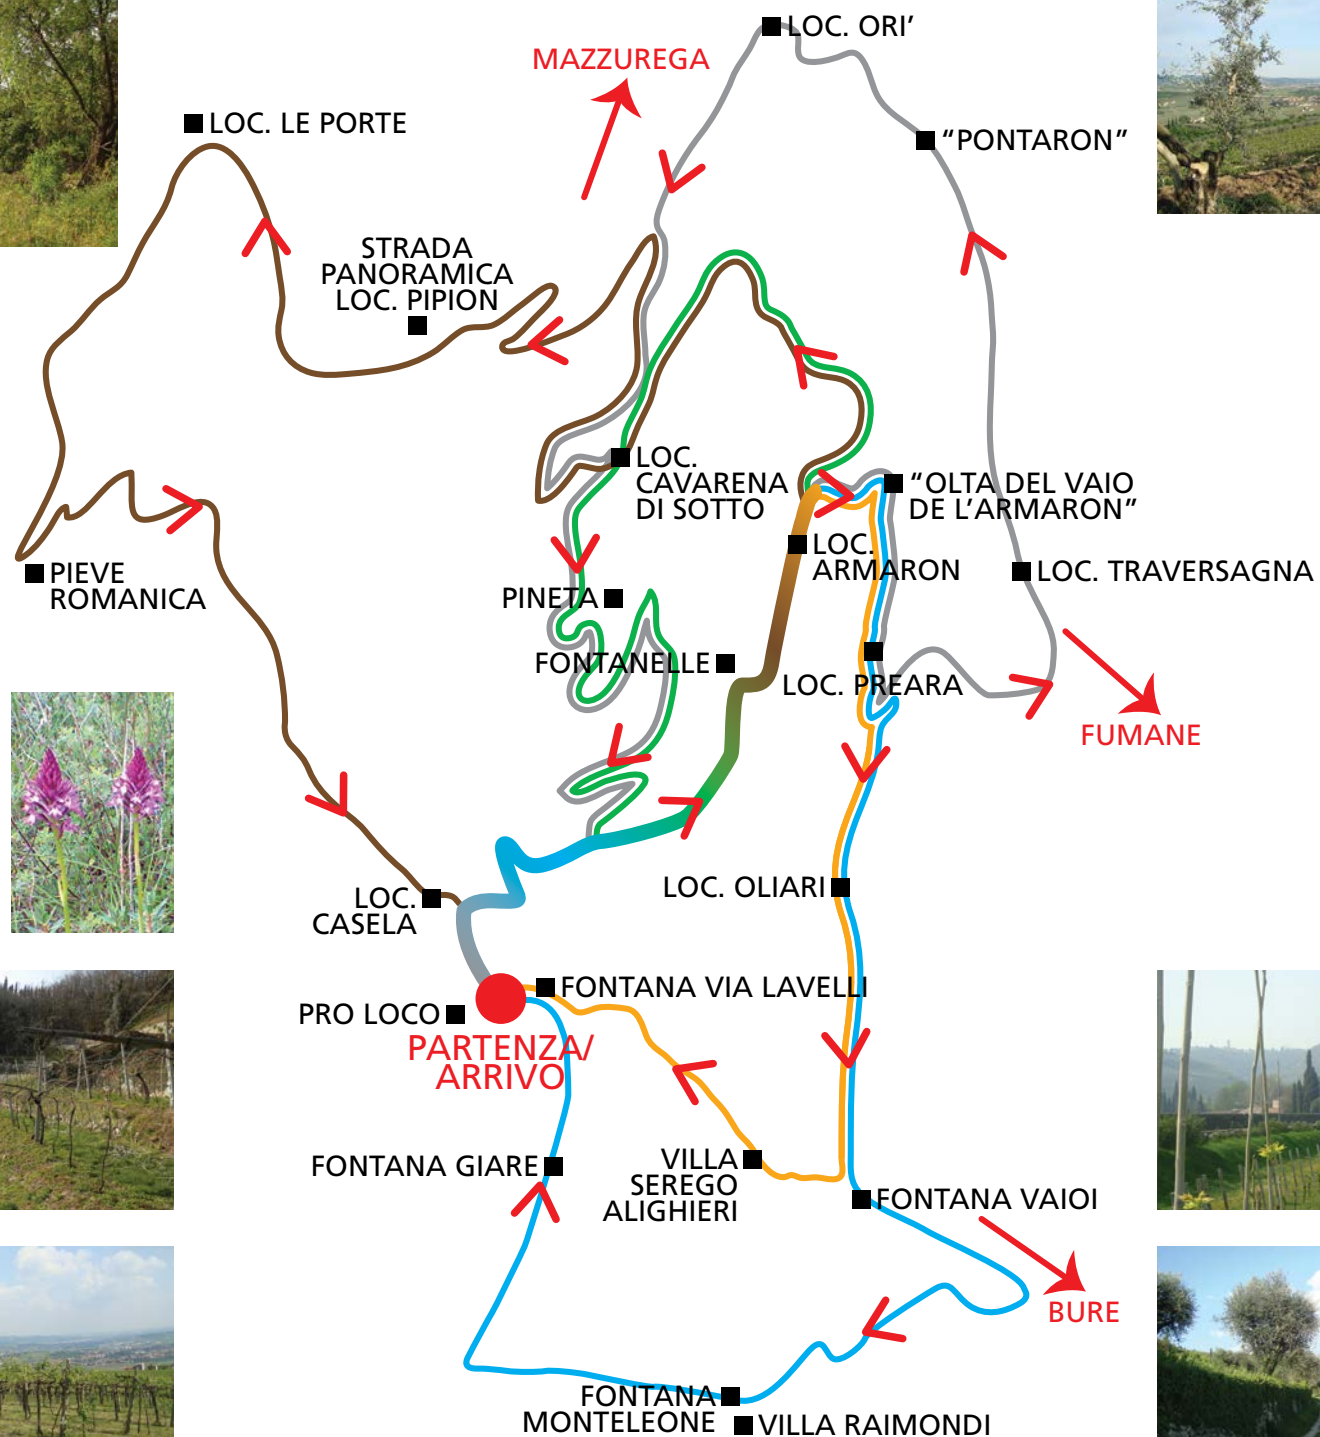 LOC. ORI’
MAZZUREGA
LOC. LE PORTE
“PONTARON”
STRADA
PANORAMICA
LOC. PIPION
LOC.
CAVARENA
DI SOTTO
“OLTA DEL VAIO
DE L’ARMARON”
LOC.
ARMARON
LOC. TRAVERSAGNA
PIEVE
ROMANICA
PINETA
FONTANELLE
LOC. PREARA
FUMANE
LOC. OLIARI
LOC.
CASELA
FONTANA VIA LAVELLI
PRO LOCO
PARTENZA/
ARRIVO
FONTANA GIARE
VILLA
SEREGO
ALIGHIERI
FONTANA VAIOI
BURE
FONTANA
MONTELEONE
VILLA RAIMONDI